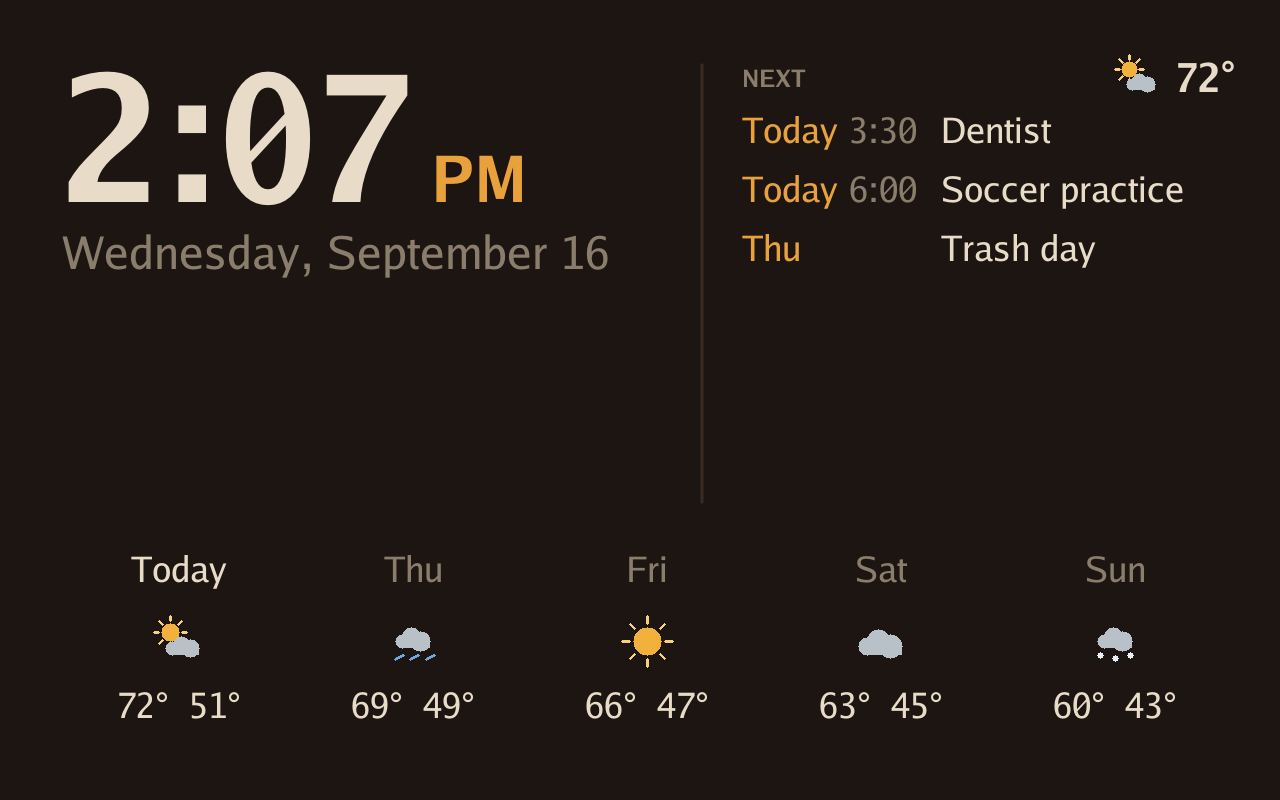 2:07 PM
Wednesday, September 16
NEXT 72°
Today 3:30 Dentist
Today 6:00 Soccer practice
Thu Trash day
Today Thu Fri Sat Sun
72° 51° 69° 49° 66° 47° 63° 45° 60° 43°